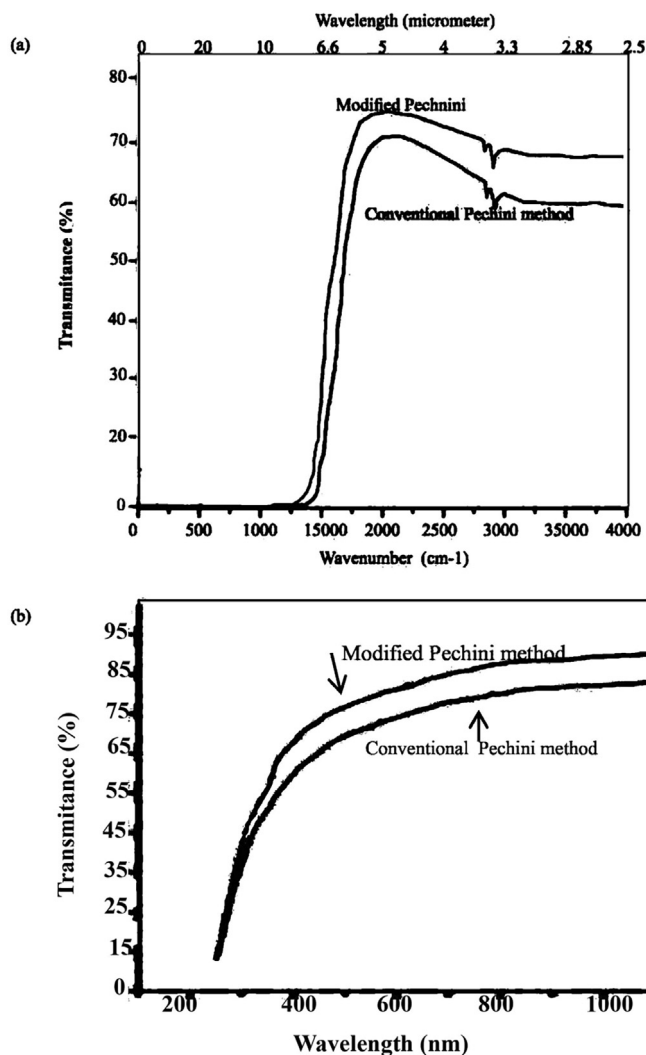 Wavelength (micrometer)
(a)
0 20 10 6.6 5 4 3.3 2.85 2.5
80
Modified Pechnini
70
60
Conventional Pechini method
50
40
30
20
0
Transmitance (%)
0 500 1000 15000 2000 2500 3000 35000 4000
Wavenumber (cm-1)
(b)
95
Modified Pechini method
85
75
Conventional Pechini method
65
55
45
35
25
15
0
Transmitance (%)
200 400 600 800 1000
Wavelength (nm)